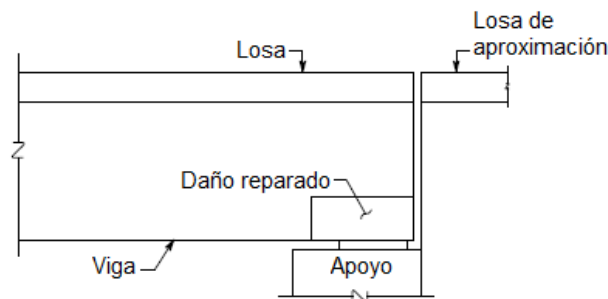 Losa de
aproximación
Losa
Daño reparado
Viga
Apoyo